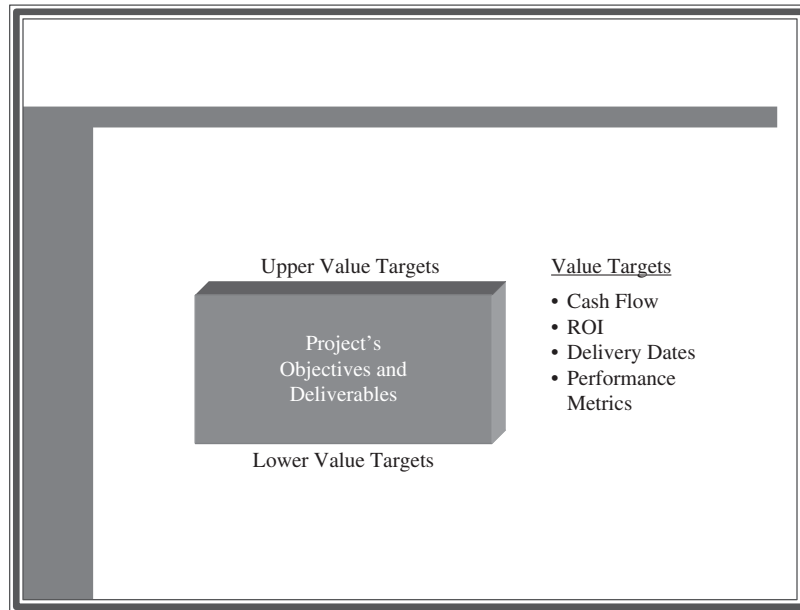 Upper Value Targets
Project’s
Objectives and
Deliverables
Lower Value Targets
Value Targets
• Cash Flow
• ROI
• Delivery Dates
• Performance
Metrics